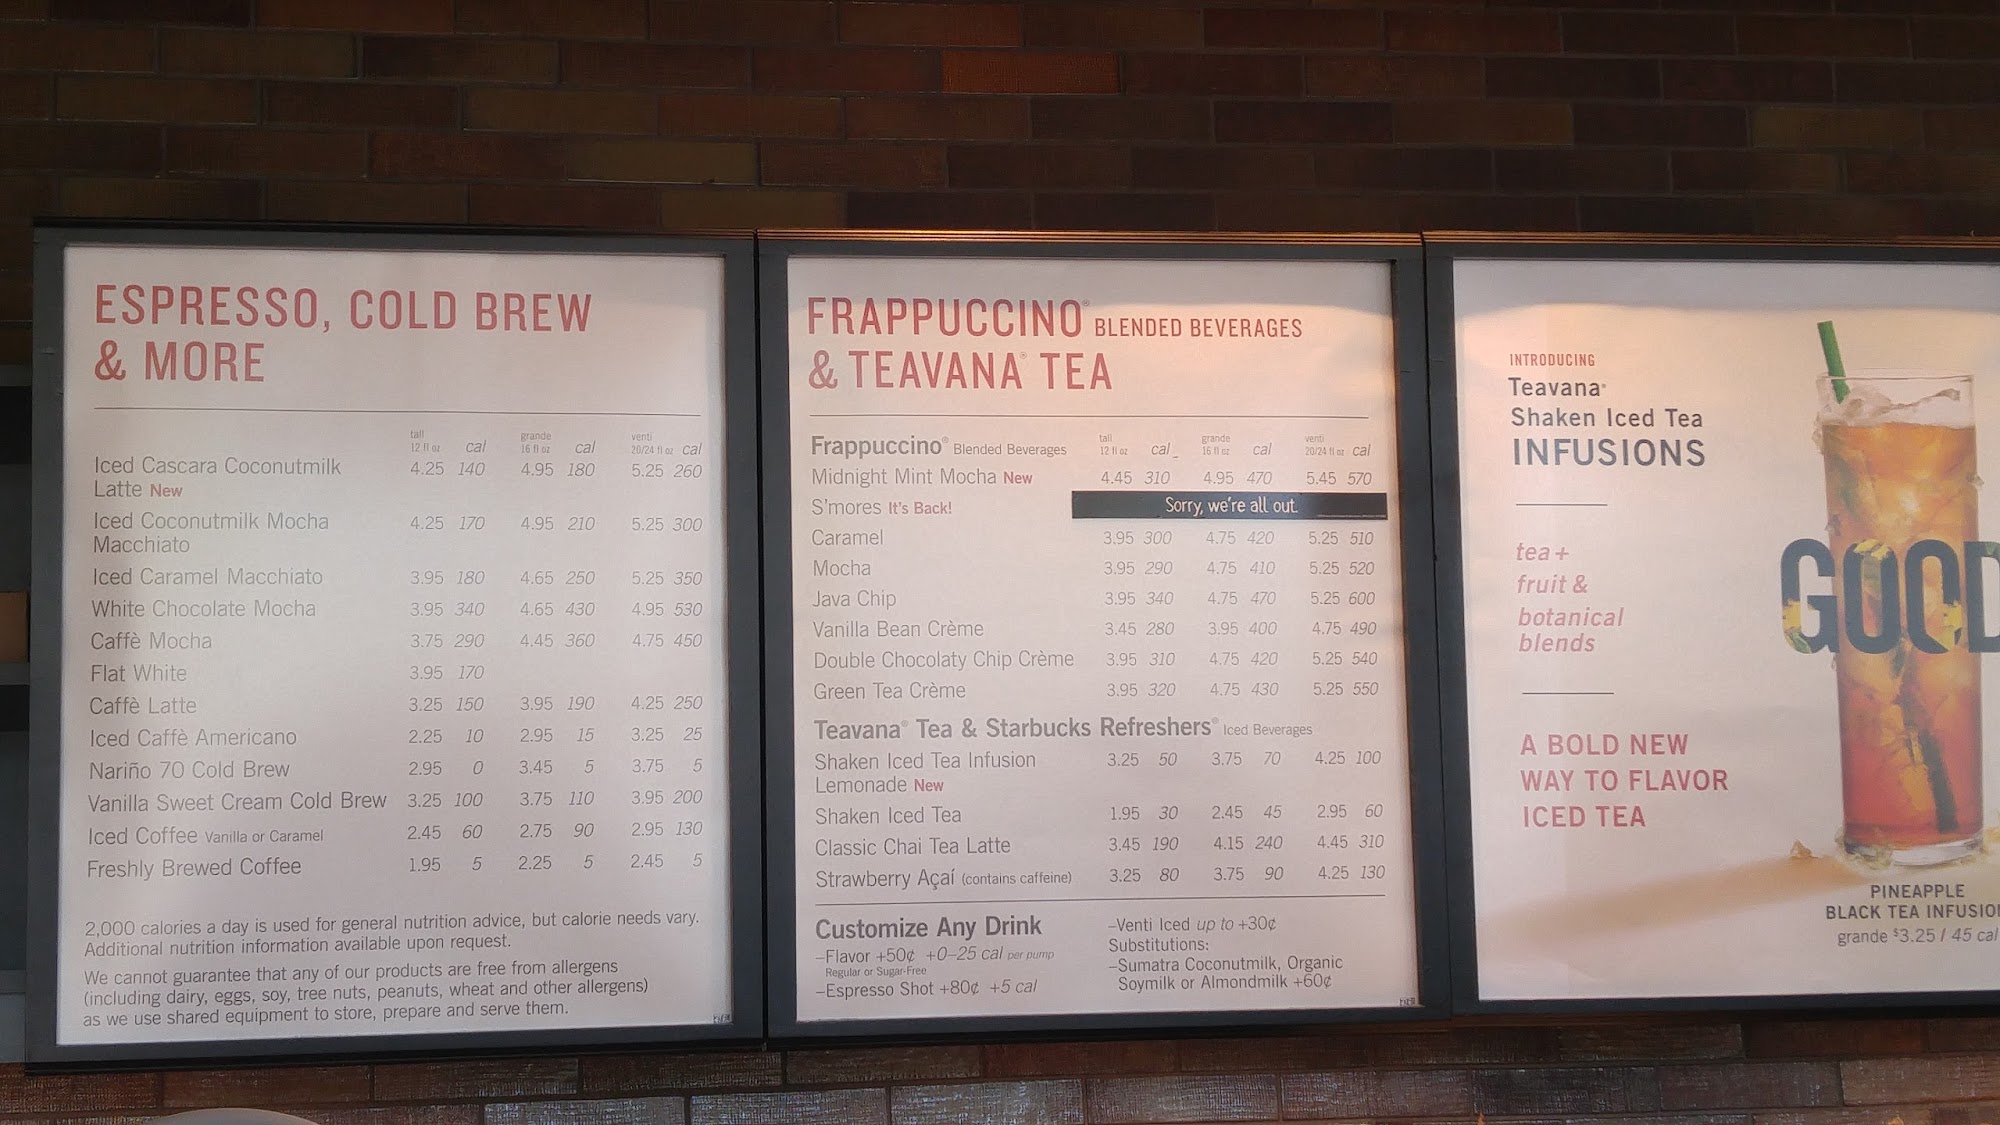 ESPRESSO, COLD BREW
& MORE
tall grande venti
12 fl oz cal 16 fl oz cal 20/24 fl oz cal
Iced Cascara Coconutmilk 4.25 140 4.95 180 5.25 260
Latte New
Iced Coconutmilk Mocha 4.25 170 4.95 210 5.25 300
Macchiato
Iced Caramel Macchiato 3.95 180 4.65 250 5.25 350
White Chocolate Mocha 3.95 340 4.65 430 4.95 530
Caffè Mocha 3.75 290 4.45 360 4.75 450
Flat White 3.95 170
Caffè Latte 3.25 150 3.95 190 4.25 250
Iced Caffè Americano 2.25 10 2.95 15 3.25 25
Nariño 70 Cold Brew 2.95 0 3.45 5 3.75 5
Vanilla Sweet Cream Cold Brew 3.25 100 3.75 110 3.95 200
Iced Coffee Vanilla or Caramel 2.45 60 2.75 90 2.95 130
Freshly Brewed Coffee 1.95 5 2.25 5 2.45 5
2,000 calories a day is used for general nutrition advice, but calorie needs vary.
Additional nutrition information available upon request.
We cannot guarantee that any of our products are free from allergens
(including dairy, eggs, soy, tree nuts, peanuts, wheat and other allergens)
as we use shared equipment to store, prepare and serve them.
FRAPPUCCINO® BLENDED BEVERAGES
& TEAVANA® TEA
tall grande venti
Frappuccino® Blended Beverages 12 fl oz cal 16 fl oz cal 20/24 fl oz cal
Midnight Mint Mocha New 4.45 310 4.95 470 5.45 570
S'mores It's Back! Sorry, we're all out.
Caramel 3.95 300 4.75 420 5.25 510
Mocha 3.95 290 4.75 410 5.25 520
Java Chip 3.95 340 4.75 470 5.25 600
Vanilla Bean Crème 3.45 280 3.95 400 4.75 490
Double Chocolaty Chip Crème 3.95 310 4.75 420 5.25 540
Green Tea Crème 3.95 320 4.75 430 5.25 550
Teavana® Tea & Starbucks Refreshers® Iced Beverages
Shaken Iced Tea Infusion 3.25 50 3.75 70 4.25 100
Lemonade New
Shaken Iced Tea 1.95 30 2.45 45 2.95 60
Classic Chai Tea Latte 3.45 190 4.15 240 4.45 310
Strawberry Açaí (contains caffeine) 3.25 80 3.75 90 4.25 130
Customize Any Drink
–Flavor +50¢ +0–25 cal per pump
Regular or Sugar-Free
–Espresso Shot +80¢ +5 cal
–Venti Iced up to +30¢
Substitutions:
–Sumatra Coconutmilk, Organic
Soymilk or Almondmilk +60¢
INTRODUCING
Teavana®
Shaken Iced Tea
INFUSIONS
tea +
fruit &
botanical
blends
A BOLD NEW
WAY TO FLAVOR
ICED TEA
GOOD
PINEAPPLE
BLACK TEA INFUSIO
grande $3.25 / 45 cal